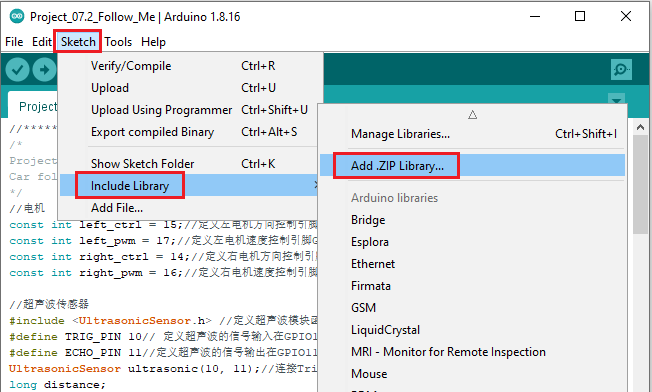 Project_07.2_Follow_Me | Arduino 1.8.16
File Edit Sketch Tools Help
Verify/Compile Ctrl+R
Upload Ctrl+U
Upload Using Programmer Ctrl+Shift+U
Export compiled Binary Ctrl+Alt+S
Show Sketch Folder Ctrl+K
Include Library
Add File...
Manage Libraries... Ctrl+Shift+I
Add .ZIP Library...
Arduino libraries
Bridge
Esplora
Ethernet
Firmata
GSM
LiquidCrystal
MRI - Monitor for Remote Inspection
Mouse
Project
//*****
/*
Project
Car fol
*/
//电机
const int left_ctrl = 15;//定义左电机方向控制引脚
const int left_pwm = 17;//定义左电机速度控制引脚G
const int right_ctrl = 14;//定义右电机方向控制引
const int right_pwm = 16;//定义右电机速度控制引脚
//超声波传感器
#include <UltrasonicSensor.h> //定义超声波模块函
#define TRIG_PIN 10// 定义超声波的信号输入在GPIO1
#define ECHO_PIN 11//定义超声波的信号输出在GPIO11
UltrasonicSensor ultrasonic(10, 11);//连接Tri
long distance;